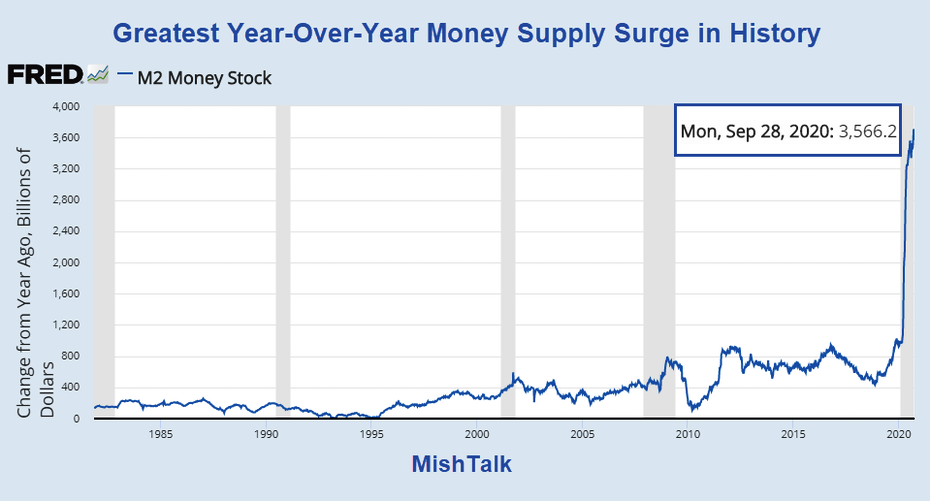 Greatest Year-Over-Year Money Supply Surge in History
FRED
M2 Money Stock
4,000
3,600
3,200
2,800
2,400
2,000
1,600
1,200
800
400
0
Change from Year Ago, Billions of
Dollars
Mon, Sep 28, 2020: 3,566.2
1985
1990
1995
2000
2005
2010
2015
2020
MishTalk